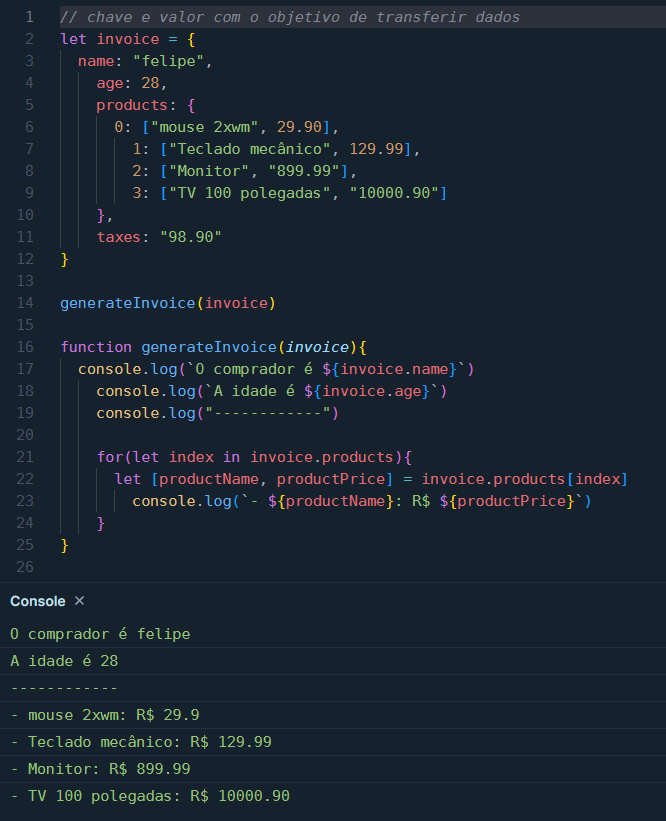 1 // chave e valor com o objetivo de transferir dados
2 let invoice = {
3 name: "felipe",
4 age: 28,
5 products: {
6 0: ["mouse 2xwm", 29.90],
7 1: ["Teclado mecânico", 129.99],
8 2: ["Monitor", "899.99"],
9 3: ["TV 100 polegadas", "10000.90"]
10 },
11 taxes: "98.90"
12 }
13
14 generateInvoice(invoice)
15
16 function generateInvoice(invoice){
17 console.log(`O comprador é ${invoice.name}`)
18 console.log(`A idade é ${invoice.age}`)
19 console.log("------------")
20
21 for(let index in invoice.products){
22 let [productName, productPrice] = invoice.products[index]
23 console.log(`- ${productName}: R$ ${productPrice}`)
24 }
25 }
26
Console ×
O comprador é felipe
A idade é 28
------------
- mouse 2xwm: R$ 29.9
- Teclado mecânico: R$ 129.99
- Monitor: R$ 899.99
- TV 100 polegadas: R$ 10000.90